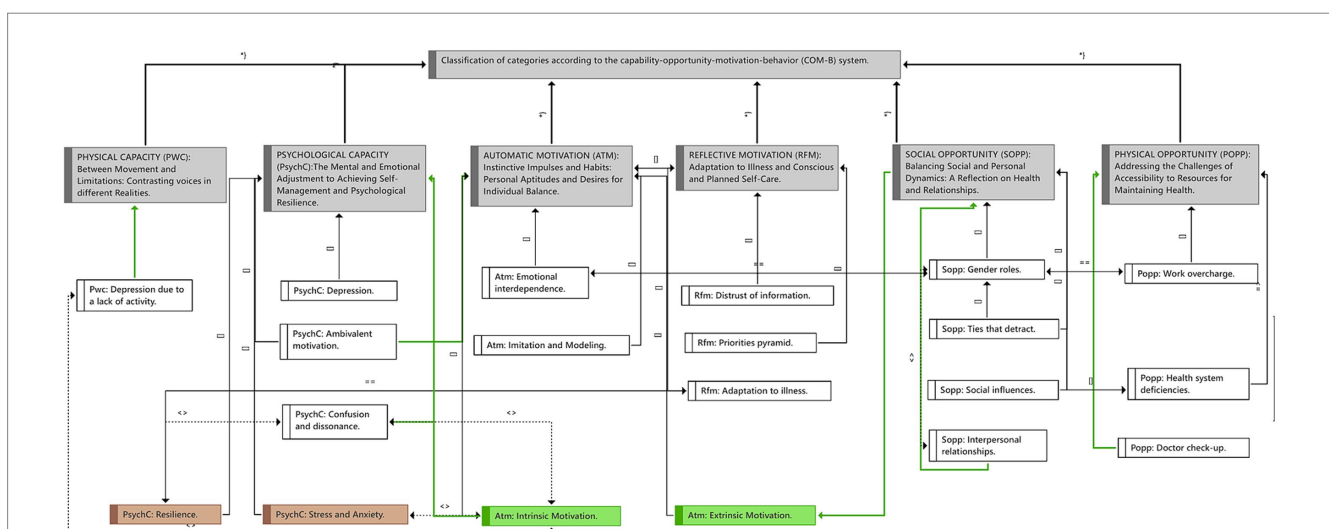 Classification of categories according to the capability-opportunity-motivation-behavior (COM-B) system.
*}
*}
*}
*}
*}
PHYSICAL CAPACITY (PWC):
Between Movement and
Limitations: Contrasting voices in
different Realities.
PSYCHOLOGICAL CAPACITY
(PsychC):The Mental and Emotional
Adjustment to Achieving Self-
Management and Psychological
Resilience.
AUTOMATIC MOTIVATION (ATM):
Instinctive Impulses and Habits:
Personal Aptitudes and Desires for
Individual Balance.
[]
REFLECTIVE MOTIVATION (RFM):
Adaptation to Illness and Conscious
and Planned Self-Care.
SOCIAL OPPORTUNITY (SOPP):
Balancing Social and Personal
Dynamics: A Reflection on Health
and Relationships.
PHYSICAL OPPORTUNITY (POPP):
Addressing the Challenges of
Accessibility to Resources for
Maintaining Health.
Pwc: Depression due to
a lack of activity.
PsychC: Depression.
Atm: Emotional
interdependence.
Rfm: Distrust of information.
==
Sopp: Gender roles.
==
Popp: Work overcharge.
PsychC: Ambivalent
motivation.
Atm: Imitation and Modeling.
Rfm: Priorities pyramid.
Sopp: Ties that detract.
<>
==
Rfm: Adaptation to illness.
Sopp: Social influences.
[]
Popp: Health system
deficiencies.
<>
PsychC: Confusion
and dissonance.
<>
Sopp: Interpersonal
relationships.
Popp: Doctor check-up.
PsychC: Resilience.
<>
PsychC: Stress and Anxiety.
<>
Atm: Intrinsic Motivation.
Atm: Extrinsic Motivation.